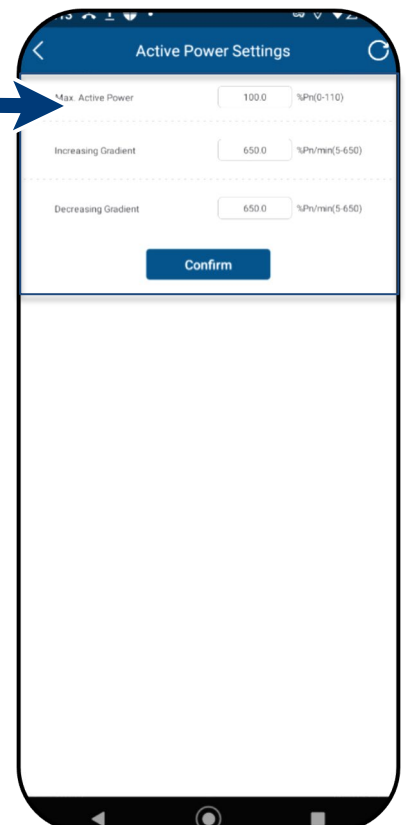 Active Power Settings
Max. Active Power 100.0 %Pn(0-110)
Increasing Gradient 650.0 %Pn/min(5-650)
Decreasing Gradient 650.0 %Pn/min(5-650)
Confirm